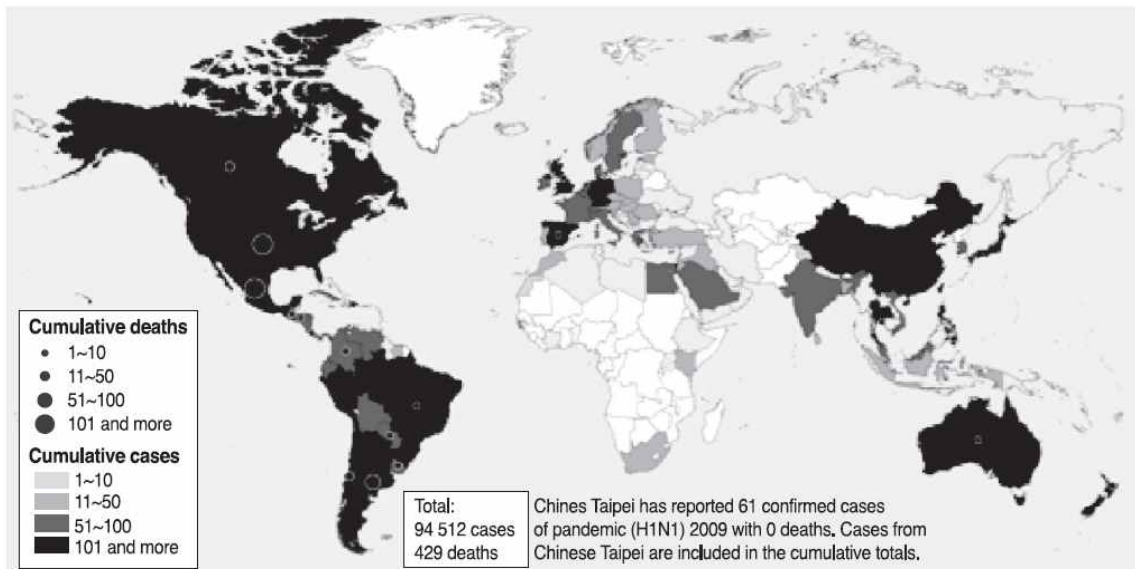 Cumulative deaths
1~10
11~50
51~100
101 and more
Cumulative cases
1~10
11~50
51~100
101 and more
Total:
94 512 cases
429 deaths
Chines Taipei has reported 61 confirmed cases
of pandemic (H1N1) 2009 with 0 deaths. Cases from
Chinese Taipei are included in the cumulative totals.